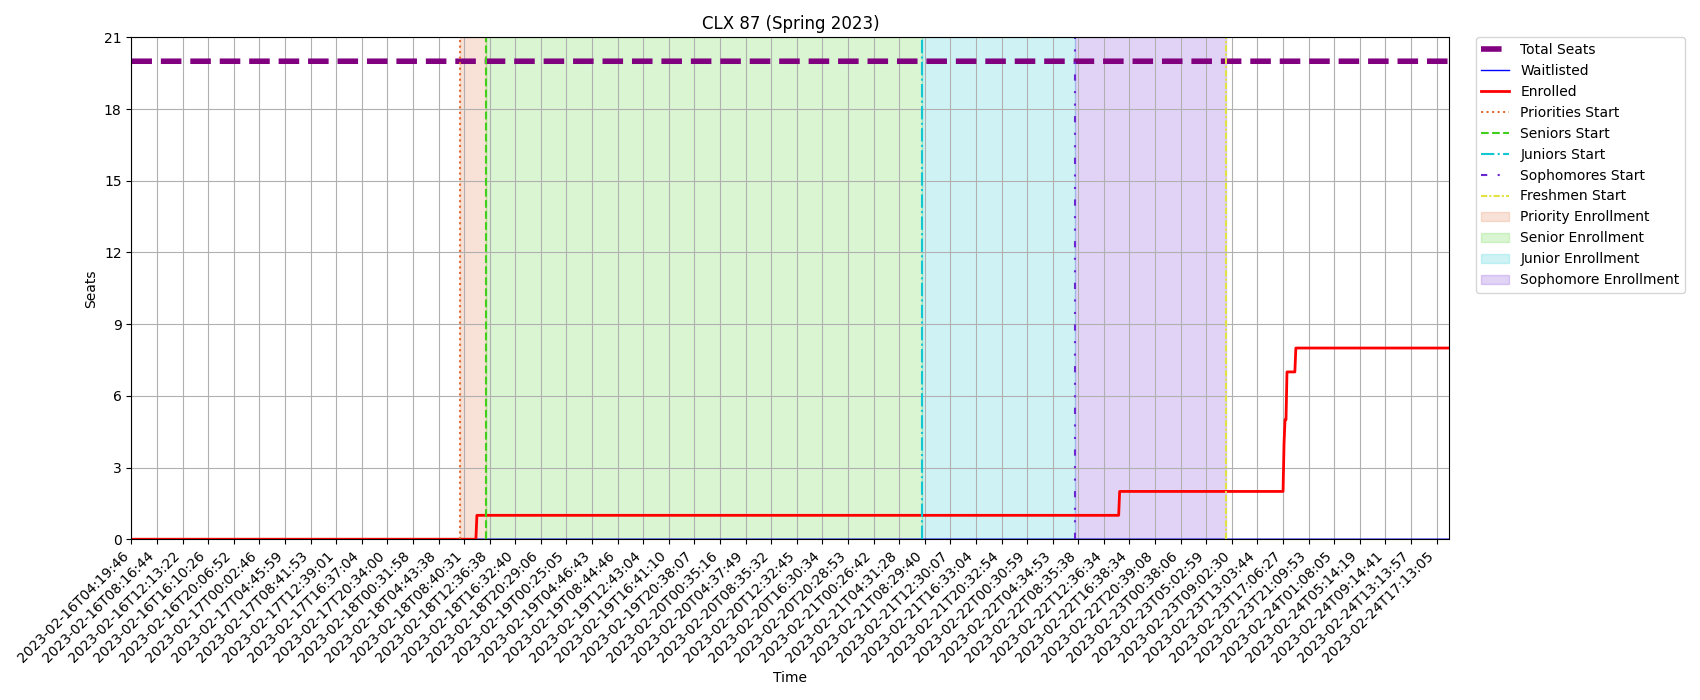 CLX 87 (Spring 2023)
Seats
21
18
15
12
9
6
3
0
2023-02-16T04:19:46
2023-02-16T08:16:44
2023-02-16T12:13:22
2023-02-16T16:10:26
2023-02-16T20:06:52
2023-02-17T00:02:46
2023-02-17T04:45:59
2023-02-17T08:41:53
2023-02-17T12:39:01
2023-02-17T16:37:04
2023-02-17T20:34:00
2023-02-18T00:31:58
2023-02-18T04:43:38
2023-02-18T08:40:31
2023-02-18T12:36:38
2023-02-18T16:32:40
2023-02-18T20:29:06
2023-02-19T00:25:05
2023-02-19T04:46:43
2023-02-19T08:44:46
2023-02-19T12:43:04
2023-02-19T16:41:10
2023-02-19T20:38:07
2023-02-20T00:35:16
2023-02-20T04:37:49
2023-02-20T08:35:32
2023-02-20T12:32:45
2023-02-20T16:30:34
2023-02-20T20:28:53
2023-02-21T00:26:42
2023-02-21T04:31:28
2023-02-21T08:29:40
2023-02-21T12:30:07
2023-02-21T16:33:04
2023-02-21T20:32:54
2023-02-22T00:30:59
2023-02-22T04:34:53
2023-02-22T08:35:38
2023-02-22T12:36:34
2023-02-22T16:38:34
2023-02-22T20:39:08
2023-02-23T00:38:06
2023-02-23T05:02:59
2023-02-23T09:02:30
2023-02-23T13:03:44
2023-02-23T17:06:27
2023-02-23T21:09:53
2023-02-24T01:08:05
2023-02-24T05:14:19
2023-02-24T09:14:41
2023-02-24T13:13:57
2023-02-24T17:13:05
Time
Total Seats
Waitlisted
Enrolled
Priorities Start
Seniors Start
Juniors Start
Sophomores Start
Freshmen Start
Priority Enrollment
Senior Enrollment
Junior Enrollment
Sophomore Enrollment